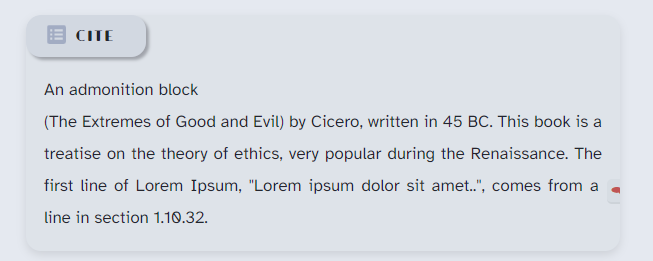 CITE
An admonition block
(The Extremes of Good and Evil) by Cicero, written in 45 BC. This book is a
treatise on the theory of ethics, very popular during the Renaissance. The
first line of Lorem Ipsum, "Lorem ipsum dolor sit amet..", comes from a
line in section 1.10.32.